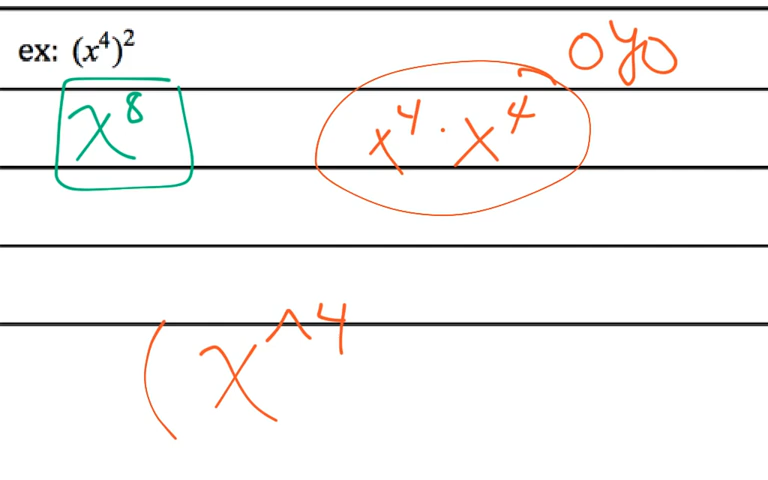 ex: (x⁴)² oyo
x⁸ x⁴ · x⁴
( x^4